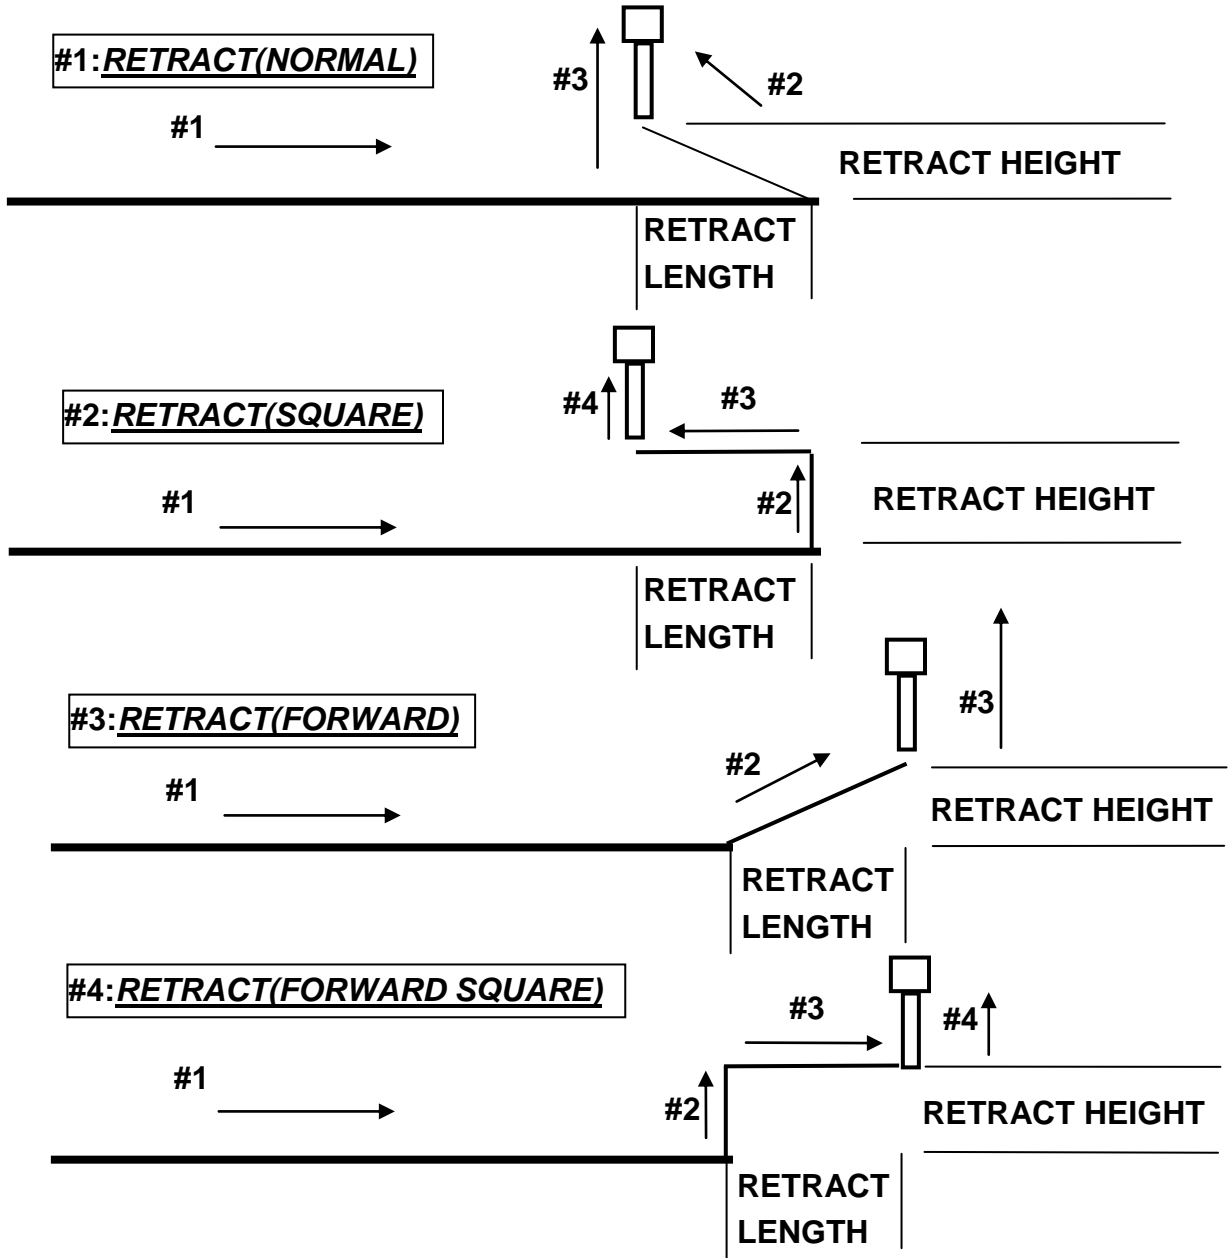 #1:RETRACT(NORMAL)
#3
#2
#1
RETRACT HEIGHT
RETRACT
LENGTH
#2:RETRACT(SQUARE)
#4
#3
#1
#2
RETRACT HEIGHT
RETRACT
LENGTH
#3:RETRACT(FORWARD)
#3
#2
#1
RETRACT HEIGHT
RETRACT
LENGTH
#4:RETRACT(FORWARD SQUARE)
#3
#4
#1
#2
RETRACT HEIGHT
RETRACT
LENGTH